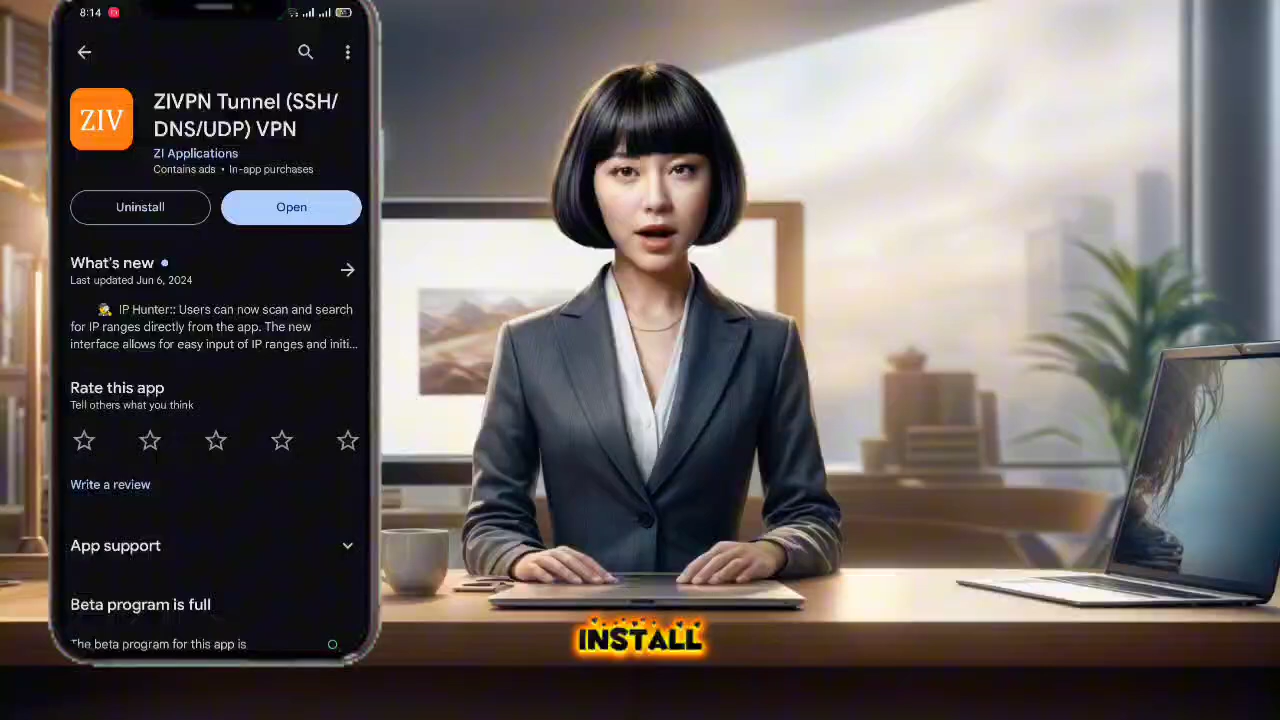 8:14
ZIV
ZIVPN Tunnel (SSH/
DNS/UDP) VPN
ZI Applications
Contains ads • In-app purchases
Uninstall
Open
What's new
Last updated Jun 6, 2024
IP Hunter:: Users can now scan and search
for IP ranges directly from the app. The new
interface allows for easy input of IP ranges and initi...
Rate this app
Tell others what you think
Write a review
App support
Beta program is full
The beta program for this app is
INSTALL